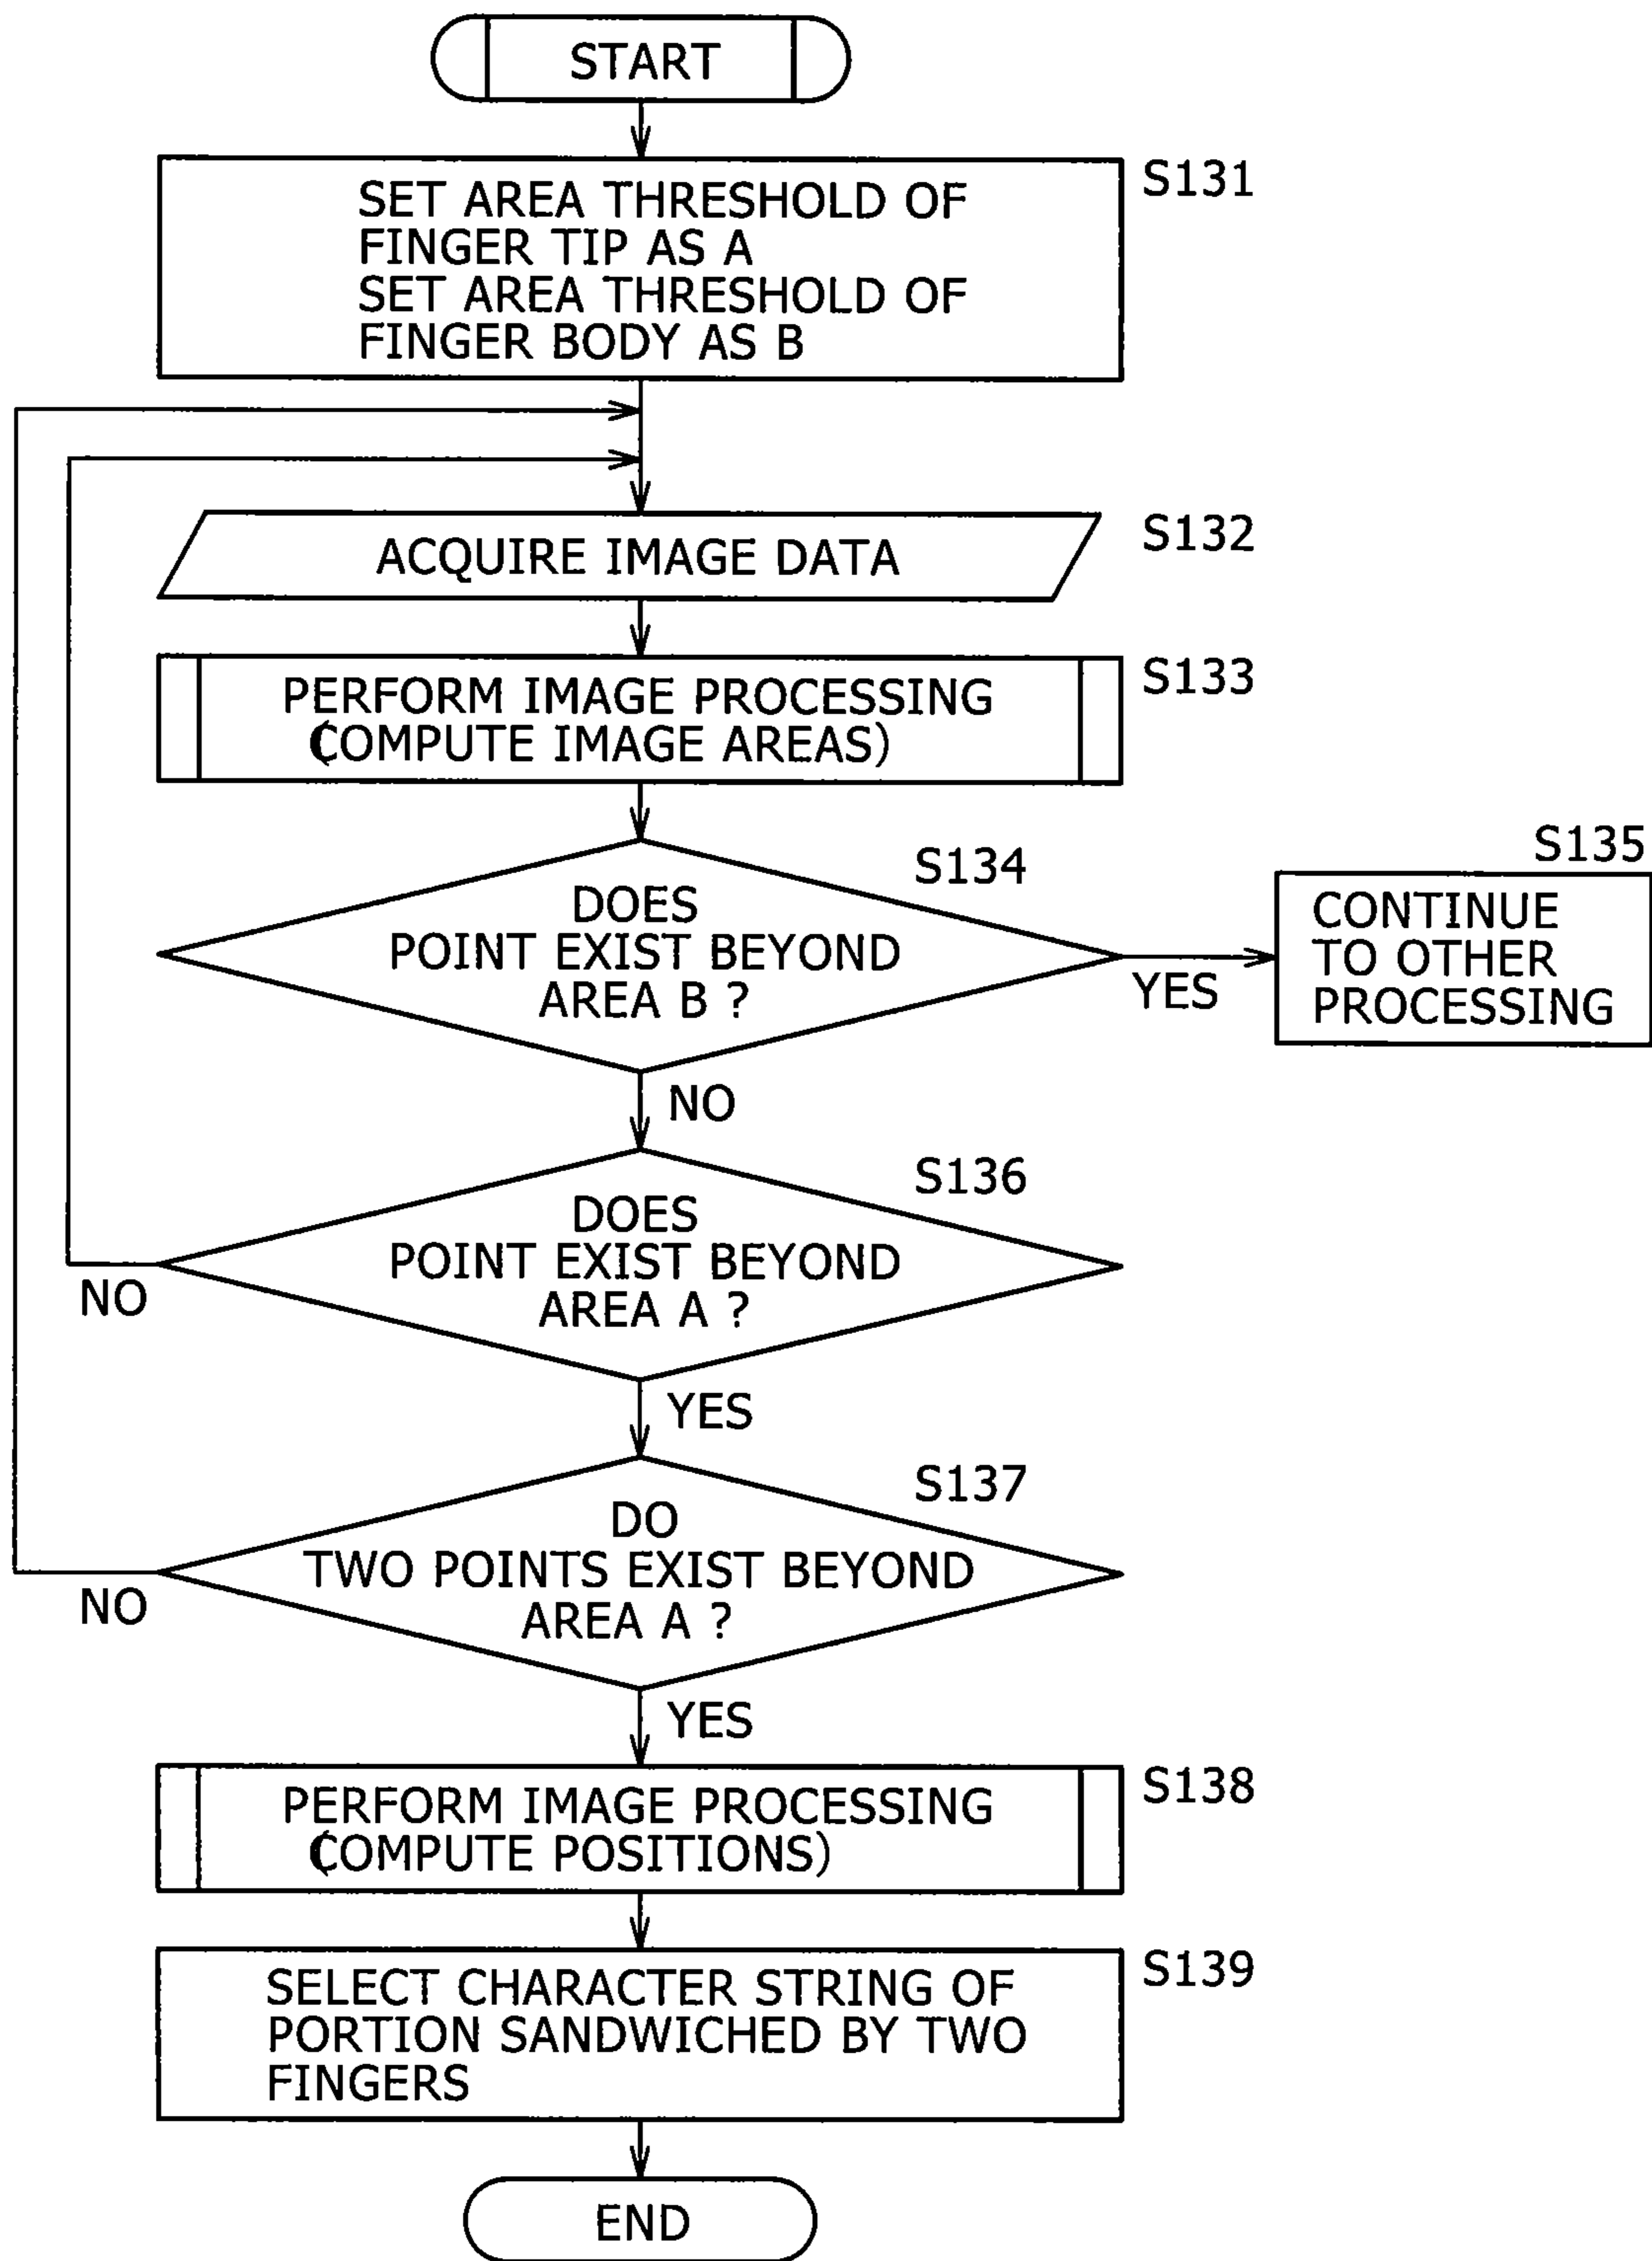 START
S131
SET AREA THRESHOLD OF
FINGER TIP AS A
SET AREA THRESHOLD OF
FINGER BODY AS B
S132
ACQUIRE IMAGE DATA
S133
PERFORM IMAGE PROCESSING
(COMPUTE IMAGE AREAS)
S134
DOES
POINT EXIST BEYOND
AREA B ?
YES
S135
CONTINUE
TO OTHER
PROCESSING
NO
S136
DOES
POINT EXIST BEYOND
AREA A ?
NO
YES
S137
DO
TWO POINTS EXIST BEYOND
AREA A ?
NO
YES
S138
PERFORM IMAGE PROCESSING
(COMPUTE POSITIONS)
S139
SELECT CHARACTER STRING OF
PORTION SANDWICHED BY TWO
FINGERS
END